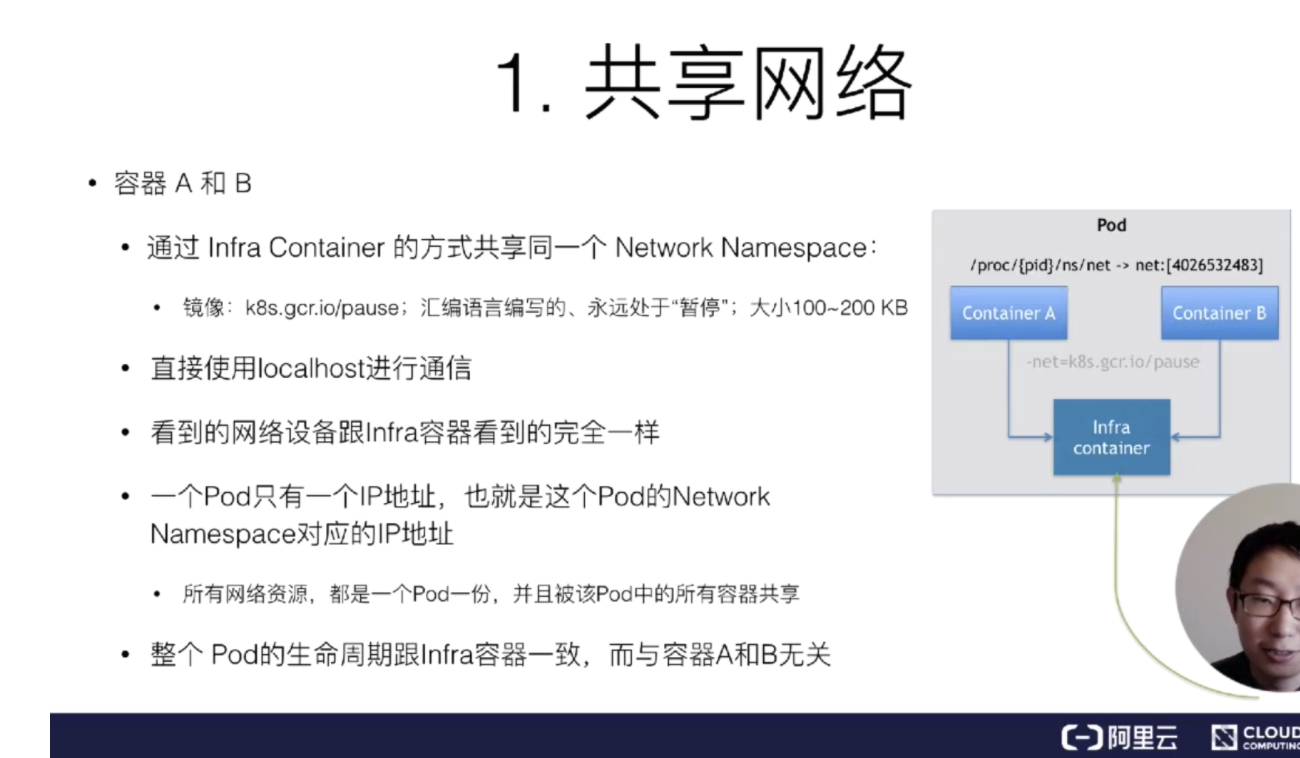 1. 共享网络
• 容器 A 和 B
• 通过 Infra Container 的方式共享同一个 Network Namespace：
• 镜像：k8s.gcr.io/pause；汇编语言编写的、永远处于“暂停”；大小100~200 KB
• 直接使用localhost进行通信
• 看到的网络设备跟Infra容器看到的完全一样
• 一个Pod只有一个IP地址，也就是这个Pod的Network
Namespace对应的IP地址
• 所有网络资源，都是一个Pod一份，并且被该Pod中的所有容器共享
• 整个 Pod的生命周期跟Infra容器一致，而与容器A和B无关
Pod
/proc/{pid}/ns/net -> net:[4026532483]
Container A
Container B
-net=k8s.gcr.io/pause
Infra
container
阿里云
CLOUD
COMPUTING